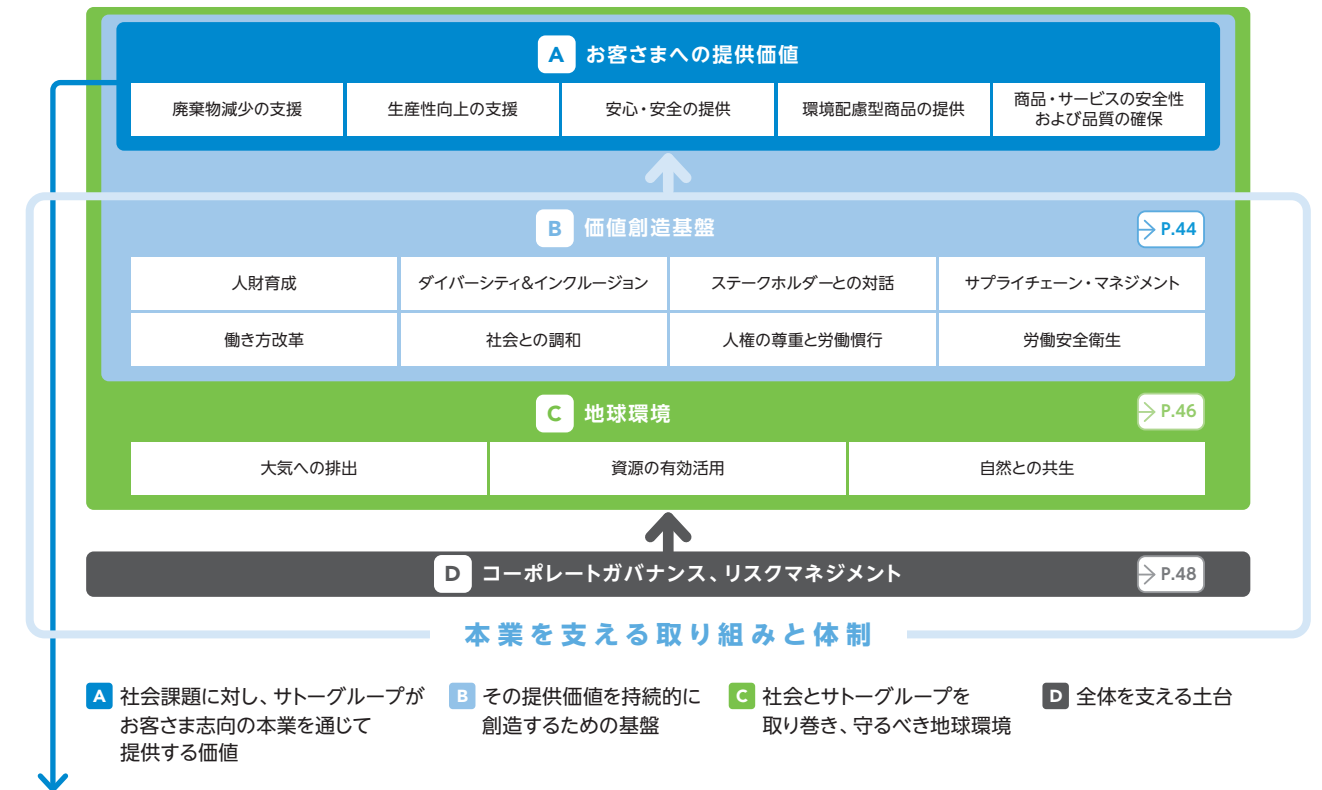 A お客さまへの提供価値
廃棄物減少の支援
生産性向上の支援
安心・安全の提供
環境配慮型商品の提供
商品・サービスの安全性
および品質の確保
B 価値創造基盤
P.44
人財育成
ダイバーシティ&インクルージョン
ステークホルダーとの対話
サプライチェーン・マネジメント
働き方改革
社会との調和
人権の尊重と労働慣行
労働安全衛生
C 地球環境
P.46
大気への排出
資源の有効活用
自然との共生
D コーポレートガバナンス、リスクマネジメント
P.48
本業を支える取り組みと体制
A 社会課題に対し、サトーグループが
お客さま志向の本業を通じて
提供する価値
B その提供価値を持続的に
創造するための基盤
C 社会とサトーグループを
取り巻き、守るべき地球環境
D 全体を支える土台